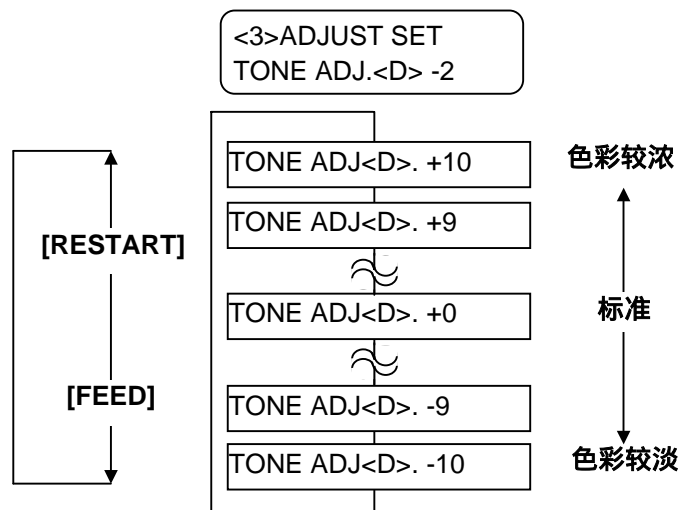 <3>ADJUST SET
TONE ADJ.<D> -2
TONE ADJ<D>. +10
色彩较浓
TONE ADJ<D>. +9
[RESTART]
TONE ADJ<D>. +0
标准
[FEED]
TONE ADJ<D>. -9
TONE ADJ<D>. -10
色彩较淡